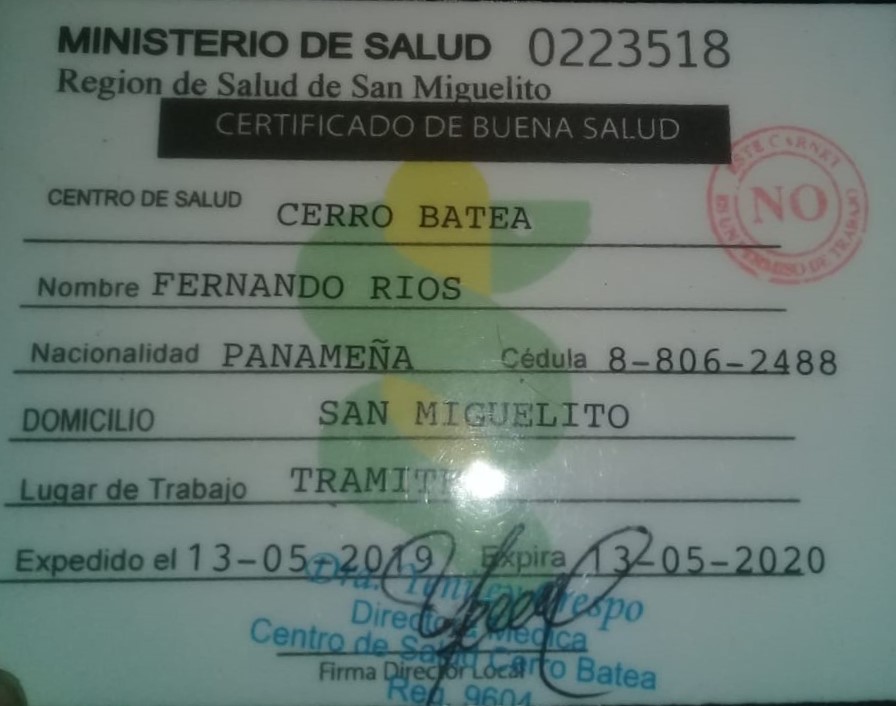 MINISTERIO DE SALUD 0223518
Region de Salud de San Miguelito
CERTIFICADO DE BUENA SALUD
ESTE CARNET
NO
ES UN PERMISO DE TRABAJO
CENTRO DE SALUD CERRO BATEA
Nombre FERNANDO RIOS
Nacionalidad PANAMEÑA Cédula 8-806-2488
DOMICILIO SAN MIGUELITO
Lugar de Trabajo TRAMITE
Expedido el 13-05-2019 Expira 13-05-2020
Dra. Crespo
Directora Médica
Centro de Salud Cerro Batea
Firma Director Local
Reg. 9604